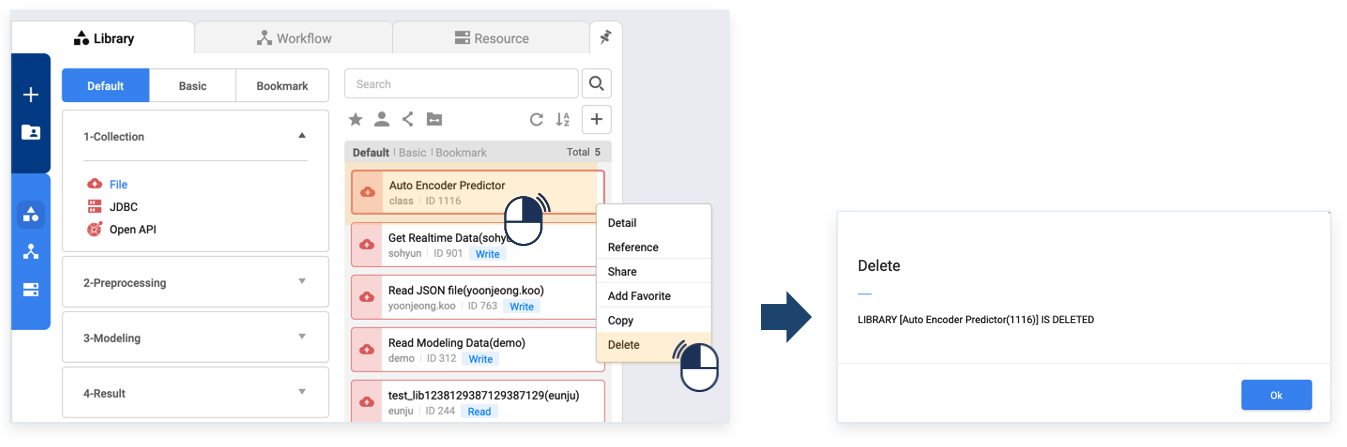 Library
Workflow
Resource
Default
Basic
Bookmark
1-Collection
File
JDBC
Open API
2-Preprocessing
3-Modeling
4-Result
Search
Default | Basic | Bookmark
Total 5
Auto Encoder Predictor
class | ID 1116
Get Realtime Data(sohyu
sohyun | ID 901 Write
Read JSON file(yoonjeong.koo)
yoonjeong.koo | ID 763 Write
Read Modeling Data(demo)
demo | ID 312 Write
test_lib1238129387129387129(eunju)
eunju | ID 244 Read
Detail
Reference
Share
Add Favorite
Copy
Delete
Delete
LIBRARY [Auto Encoder Predictor(1116)] IS DELETED
Ok